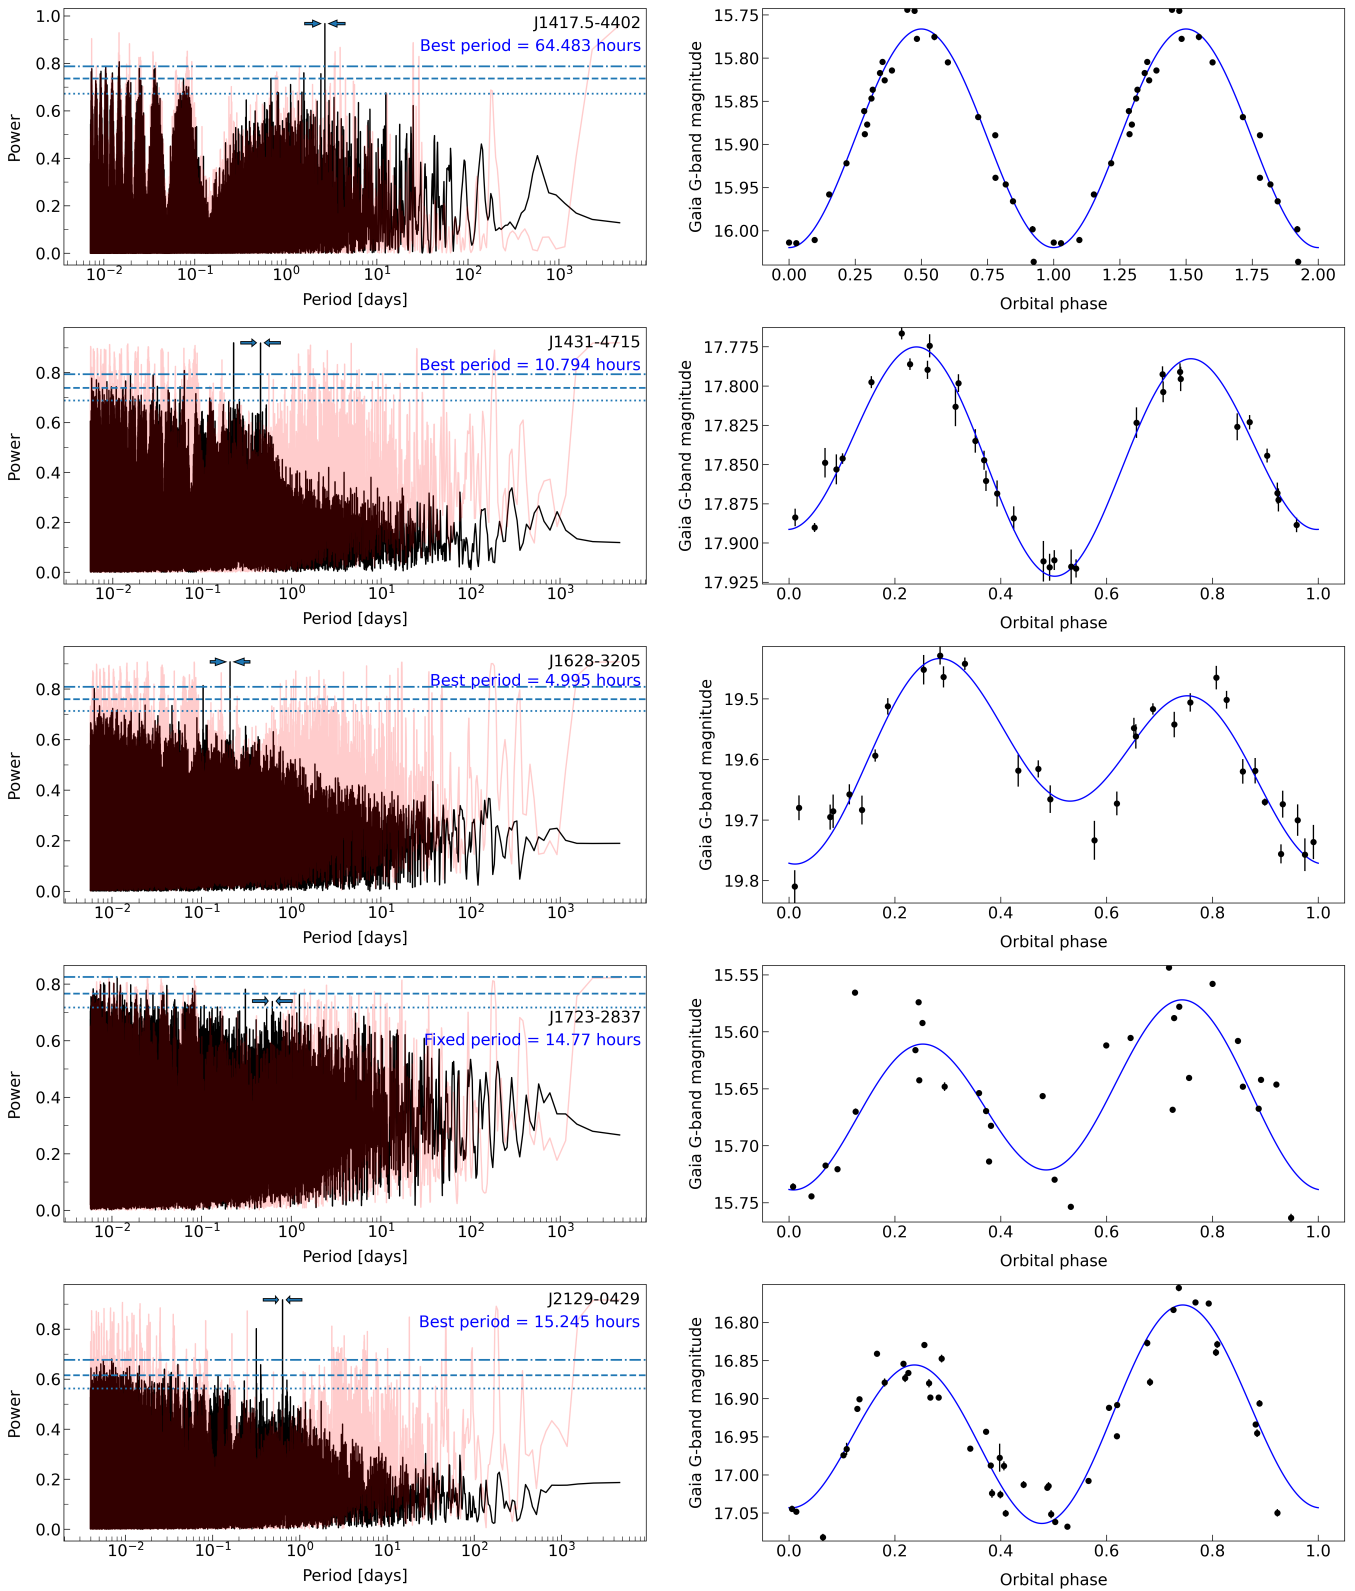 J1417.5-4402
Best period = 64.483 hours
1.0
0.8
0.6
0.4
0.2
0.0
Power
10⁻² 10⁻¹ 10⁰ 10¹ 10² 10³
Period [days]
15.75
15.80
15.85
15.90
15.95
16.00
Gaia G-band magnitude
0.00 0.25 0.50 0.75 1.00 1.25 1.50 1.75 2.00
Orbital phase
J1431-4715
Best period = 10.794 hours
0.8
0.6
0.4
0.2
0.0
Power
10⁻² 10⁻¹ 10⁰ 10¹ 10² 10³
Period [days]
17.775
17.800
17.825
17.850
17.875
17.900
17.925
Gaia G-band magnitude
0.0 0.2 0.4 0.6 0.8 1.0
Orbital phase
J1628-3205
Best period = 4.995 hours
0.8
0.6
0.4
0.2
0.0
Power
10⁻² 10⁻¹ 10⁰ 10¹ 10² 10³
Period [days]
19.5
19.6
19.7
19.8
Gaia G-band magnitude
0.0 0.2 0.4 0.6 0.8 1.0
Orbital phase
J1723-2837
Fixed period = 14.77 hours
0.8
0.6
0.4
0.2
0.0
Power
10⁻² 10⁻¹ 10⁰ 10¹ 10² 10³
Period [days]
15.55
15.60
15.65
15.70
15.75
Gaia G-band magnitude
0.0 0.2 0.4 0.6 0.8 1.0
Orbital phase
J2129-0429
Best period = 15.245 hours
0.8
0.6
0.4
0.2
0.0
Power
10⁻² 10⁻¹ 10⁰ 10¹ 10² 10³
Period [days]
16.80
16.85
16.90
16.95
17.00
17.05
Gaia G-band magnitude
0.0 0.2 0.4 0.6 0.8 1.0
Orbital phase